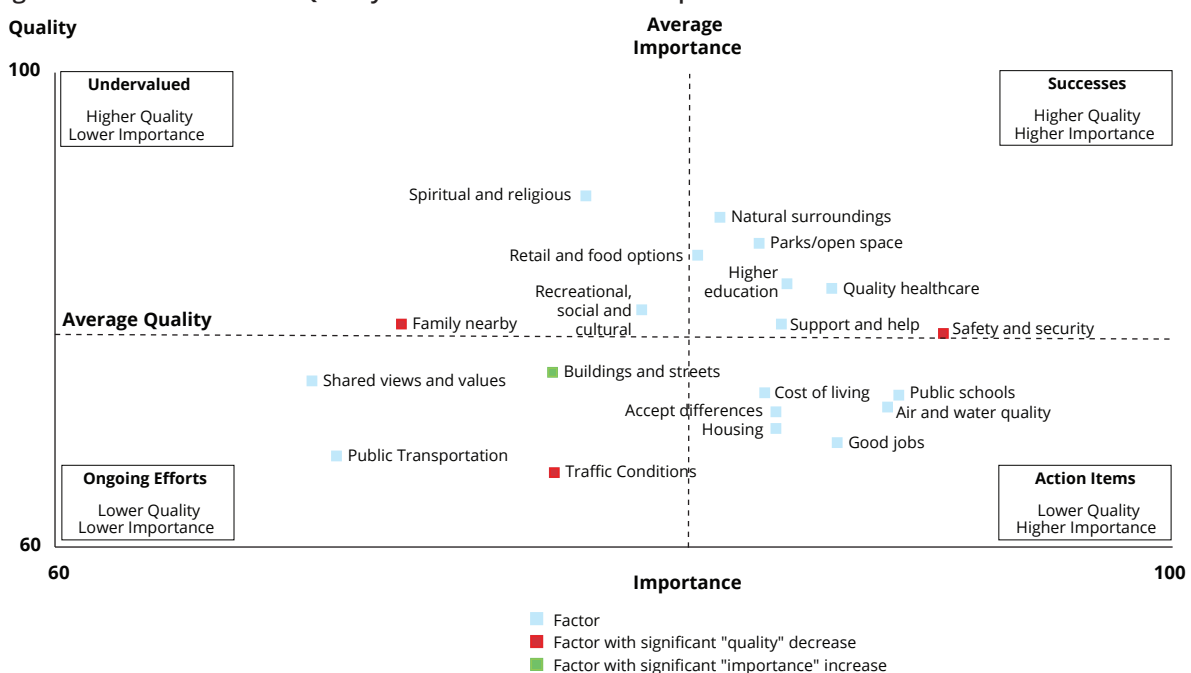 Quality
Average
Importance
100
Undervalued
Higher Quality
Lower Importance
Successes
Higher Quality
Higher Importance
Spiritual and religious
Natural surroundings
Parks/open space
Retail and food options
Higher
education
Quality healthcare
Recreational,
social and
cultural
Average Quality
Family nearby
Support and help
Safety and security
Buildings and streets
Shared views and values
Cost of living
Public schools
Accept differences
Air and water quality
Housing
Good jobs
Public Transportation
Traffic Conditions
Ongoing Efforts
Lower Quality
Lower Importance
Action Items
Lower Quality
Higher Importance
60
60
100
Importance
Factor
Factor with significant "quality" decrease
Factor with significant "importance" increase